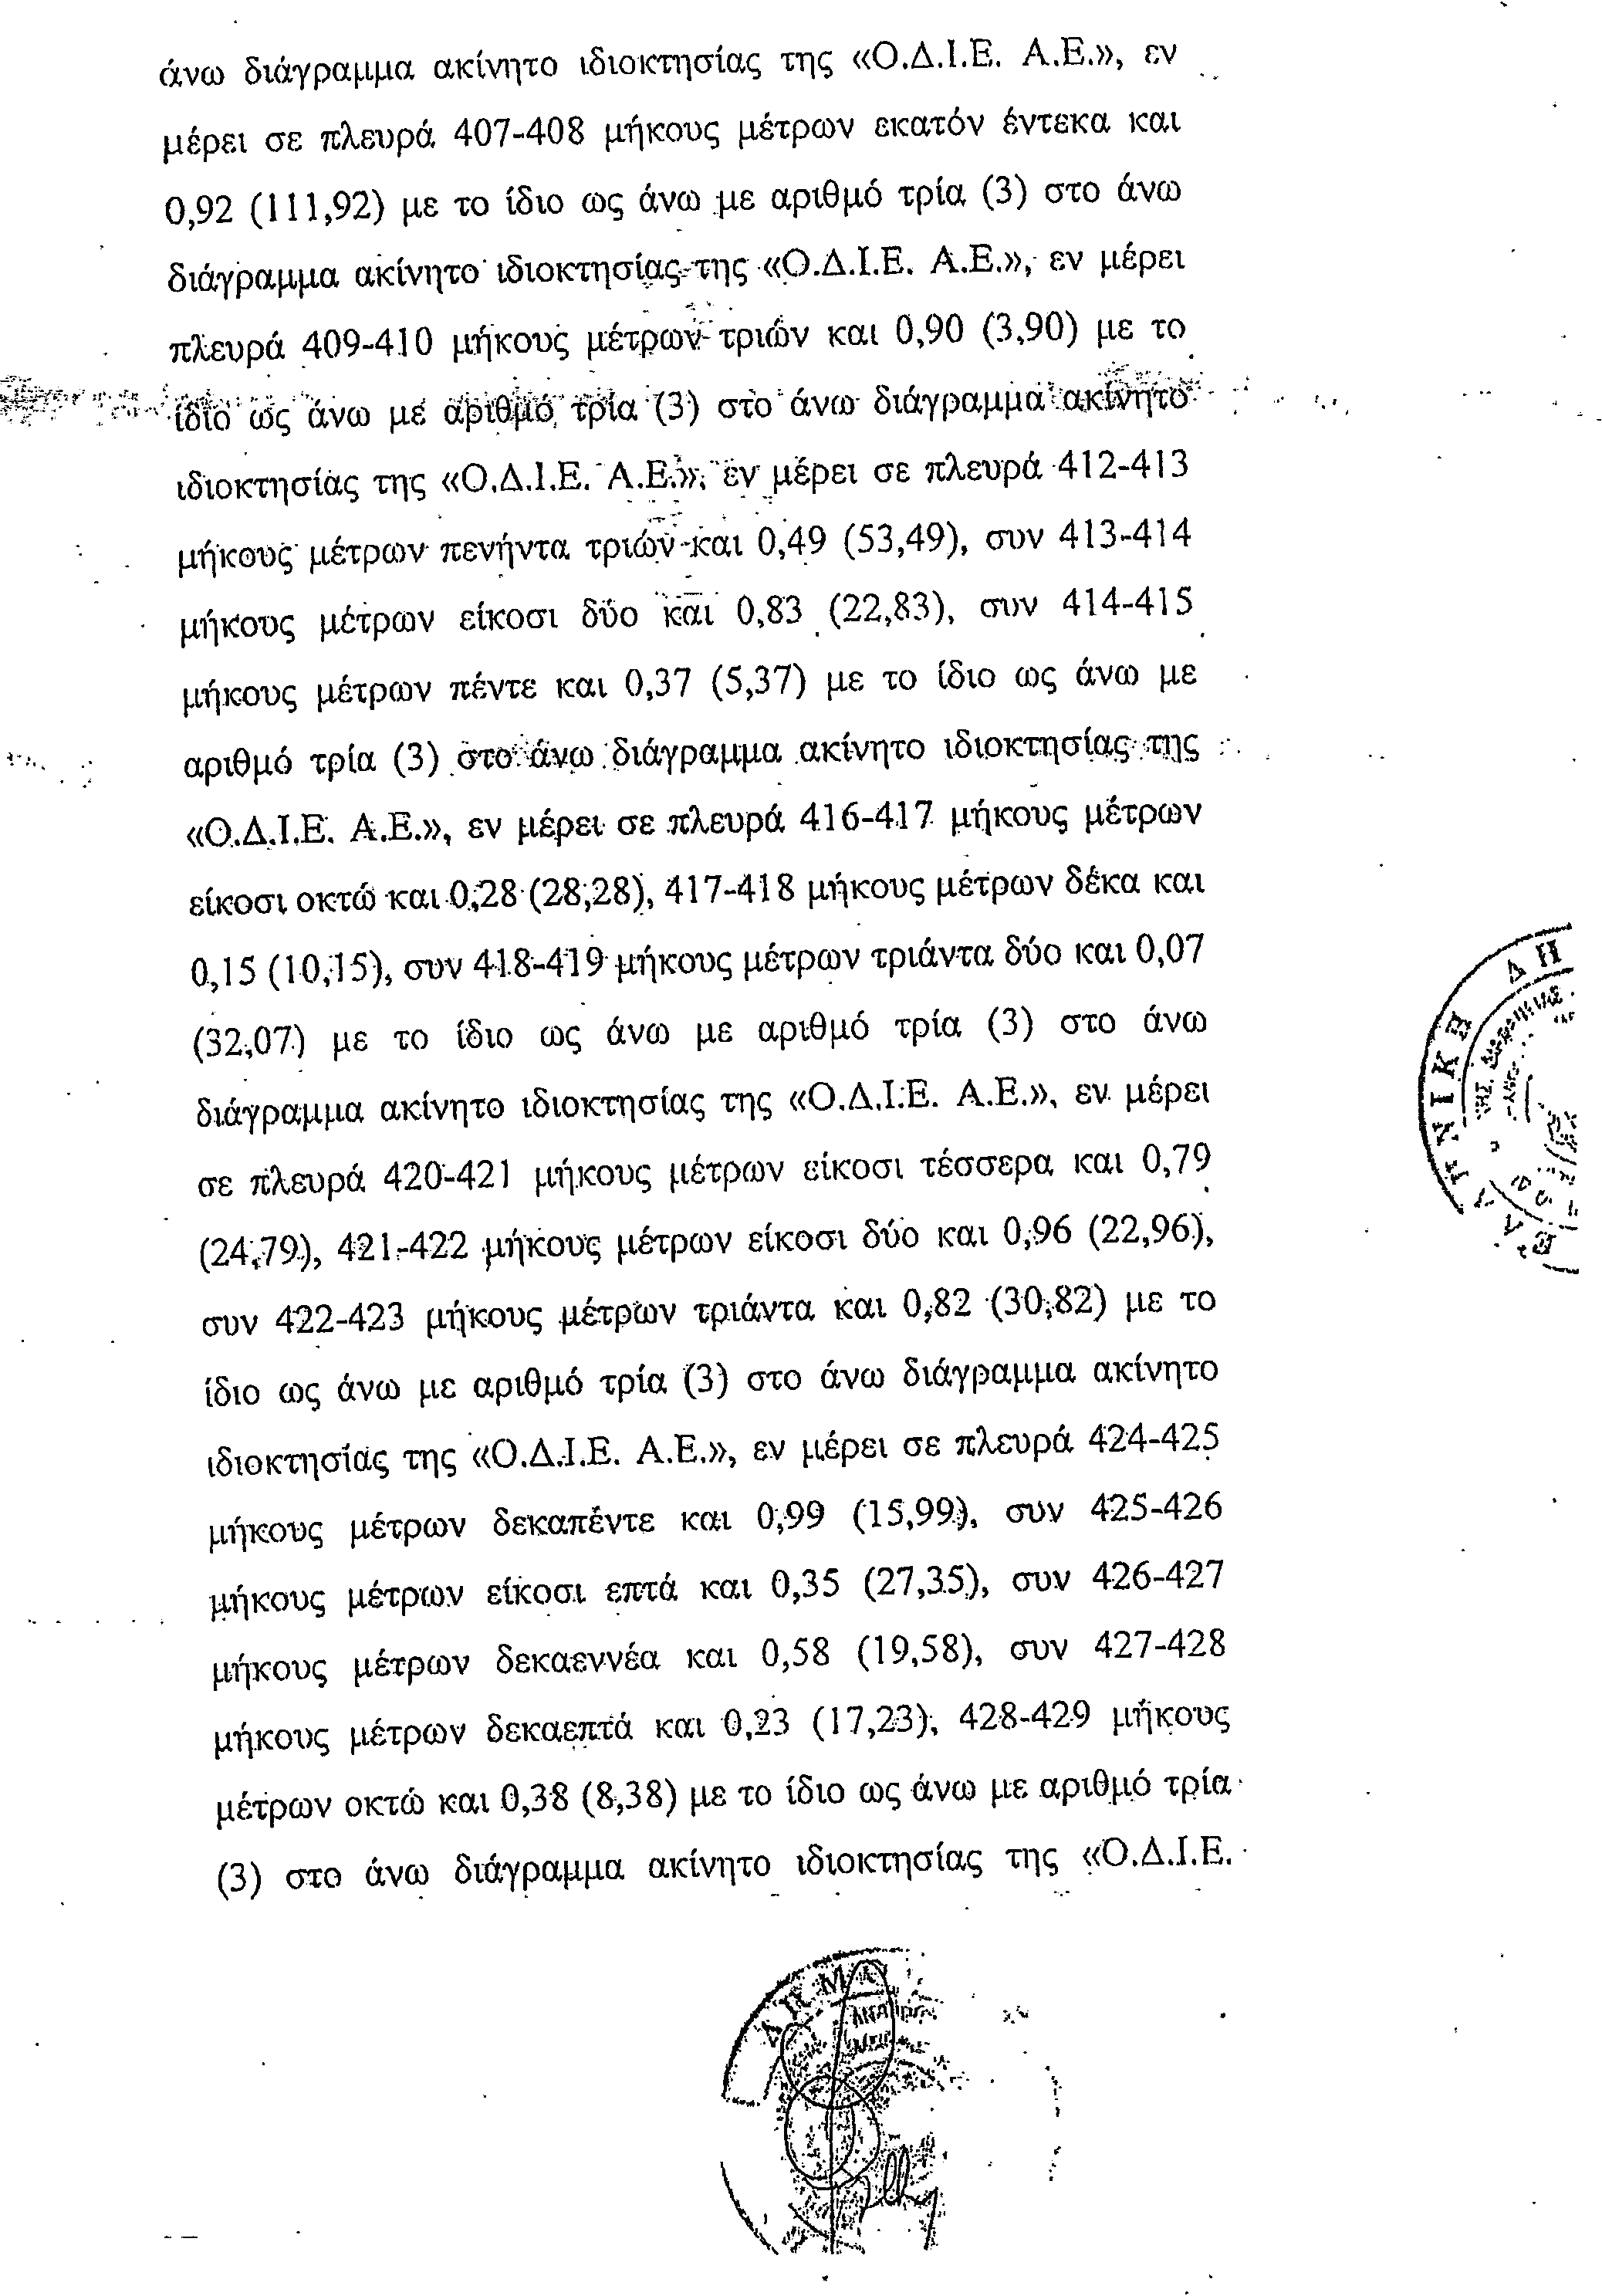 άνω διάγραμμα ακίνητο ιδιοκτησίας της «Ο.Δ.Ι.Ε. Α.Ε.», εν
μέρει σε πλευρά 407-408 μήκους μέτρων εκατόν έντεκα και
0,92 (111,92) με το ίδιο ως άνω με αριθμό τρία (3) στο άνω
διάγραμμα ακίνητο ιδιοκτησίας της «Ο.Δ.Ι.Ε. Α.Ε.», εν μέρει
πλευρά 409-410 μήκους μέτρων τριών και 0,90 (3,90) με το
ίδιο ως άνω με αριθμό τρία (3) στο άνω διάγραμμα ακίνητο
ιδιοκτησίας της «Ο.Δ.Ι.Ε. Α.Ε.», εν μέρει σε πλευρά 412-413
μήκους μέτρων πενήντα τριών και 0,49 (53,49), συν 413-414
μήκους μέτρων είκοσι δύο και 0,83 (22,83), συν 414-415
μήκους μέτρων πέντε και 0,37 (5,37) με το ίδιο ως άνω με
αριθμό τρία (3) στο άνω διάγραμμα ακίνητο ιδιοκτησίας της
«Ο.Δ.Ι.Ε. Α.Ε.», εν μέρει σε πλευρά 416-417 μήκους μέτρων
είκοσι οκτώ και 0,28 (28,28), 417-418 μήκους μέτρων δέκα και
0,15 (10,15), συν 418-419 μήκους μέτρων τριάντα δύο και 0,07
(32,07) με το ίδιο ως άνω με αριθμό τρία (3) στο άνω
διάγραμμα ακίνητο ιδιοκτησίας της «Ο.Δ.Ι.Ε. Α.Ε.», εν μέρει
σε πλευρά 420-421 μήκους μέτρων είκοσι τέσσερα και 0,79
(24,79), 421-422 μήκους μέτρων είκοσι δύο και 0,96 (22,96),
συν 422-423 μήκους μέτρων τριάντα και 0,82 (30,82) με το
ίδιο ως άνω με αριθμό τρία (3) στο άνω διάγραμμα ακίνητο
ιδιοκτησίας της «Ο.Δ.Ι.Ε. Α.Ε.», εν μέρει σε πλευρά 424-425
μήκους μέτρων δεκαπέντε και 0,99 (15,99), συν 425-426
μήκους μέτρων είκοσι επτά και 0,35 (27,35), συν 426-427
μήκους μέτρων δεκαεννέα και 0,58 (19,58), συν 427-428
μήκους μέτρων δεκαεπτά και 0,23 (17,23), 428-429 μήκους
μέτρων οκτώ και 0,38 (8,38) με το ίδιο ως άνω με αριθμό τρία
(3) στο άνω διάγραμμα ακίνητο ιδιοκτησίας της «Ο.Δ.Ι.Ε.